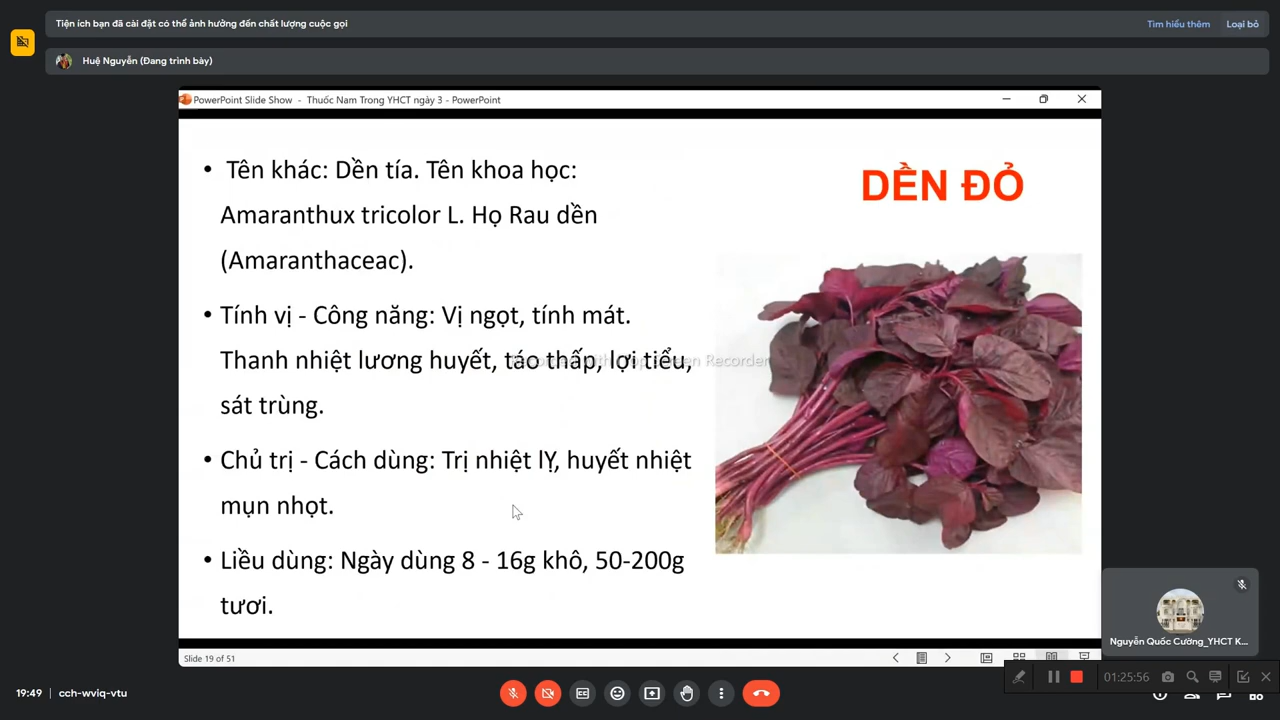 Tiện ích bạn đã cài đặt có thể ảnh hưởng đến chất lượng cuộc gọi
Tìm hiểu thêm
Loại bỏ
Huệ Nguyễn (Đang trình bày)
PowerPoint Slide Show - Thuốc Nam Trong YHCT ngày 3 - PowerPoint
DỀN ĐỎ
• Tên khác: Dền tía. Tên khoa học:
Amaranthux tricolor L. Họ Rau dền
(Amaranthaceac).
• Tính vị - Công năng: Vị ngọt, tính mát.
Thanh nhiệt lương huyết, táo thấp, lợi tiểu,
sát trùng.
• Chủ trị - Cách dùng: Trị nhiệt lỴ, huyết nhiệt
mụn nhọt.
• Liều dùng: Ngày dùng 8 - 16g khô, 50-200g
tươi.
Nguyễn Quốc Cường_YHCT K...
Slide 19 of 51
01:25:56
19:49
cch-wviq-vtu